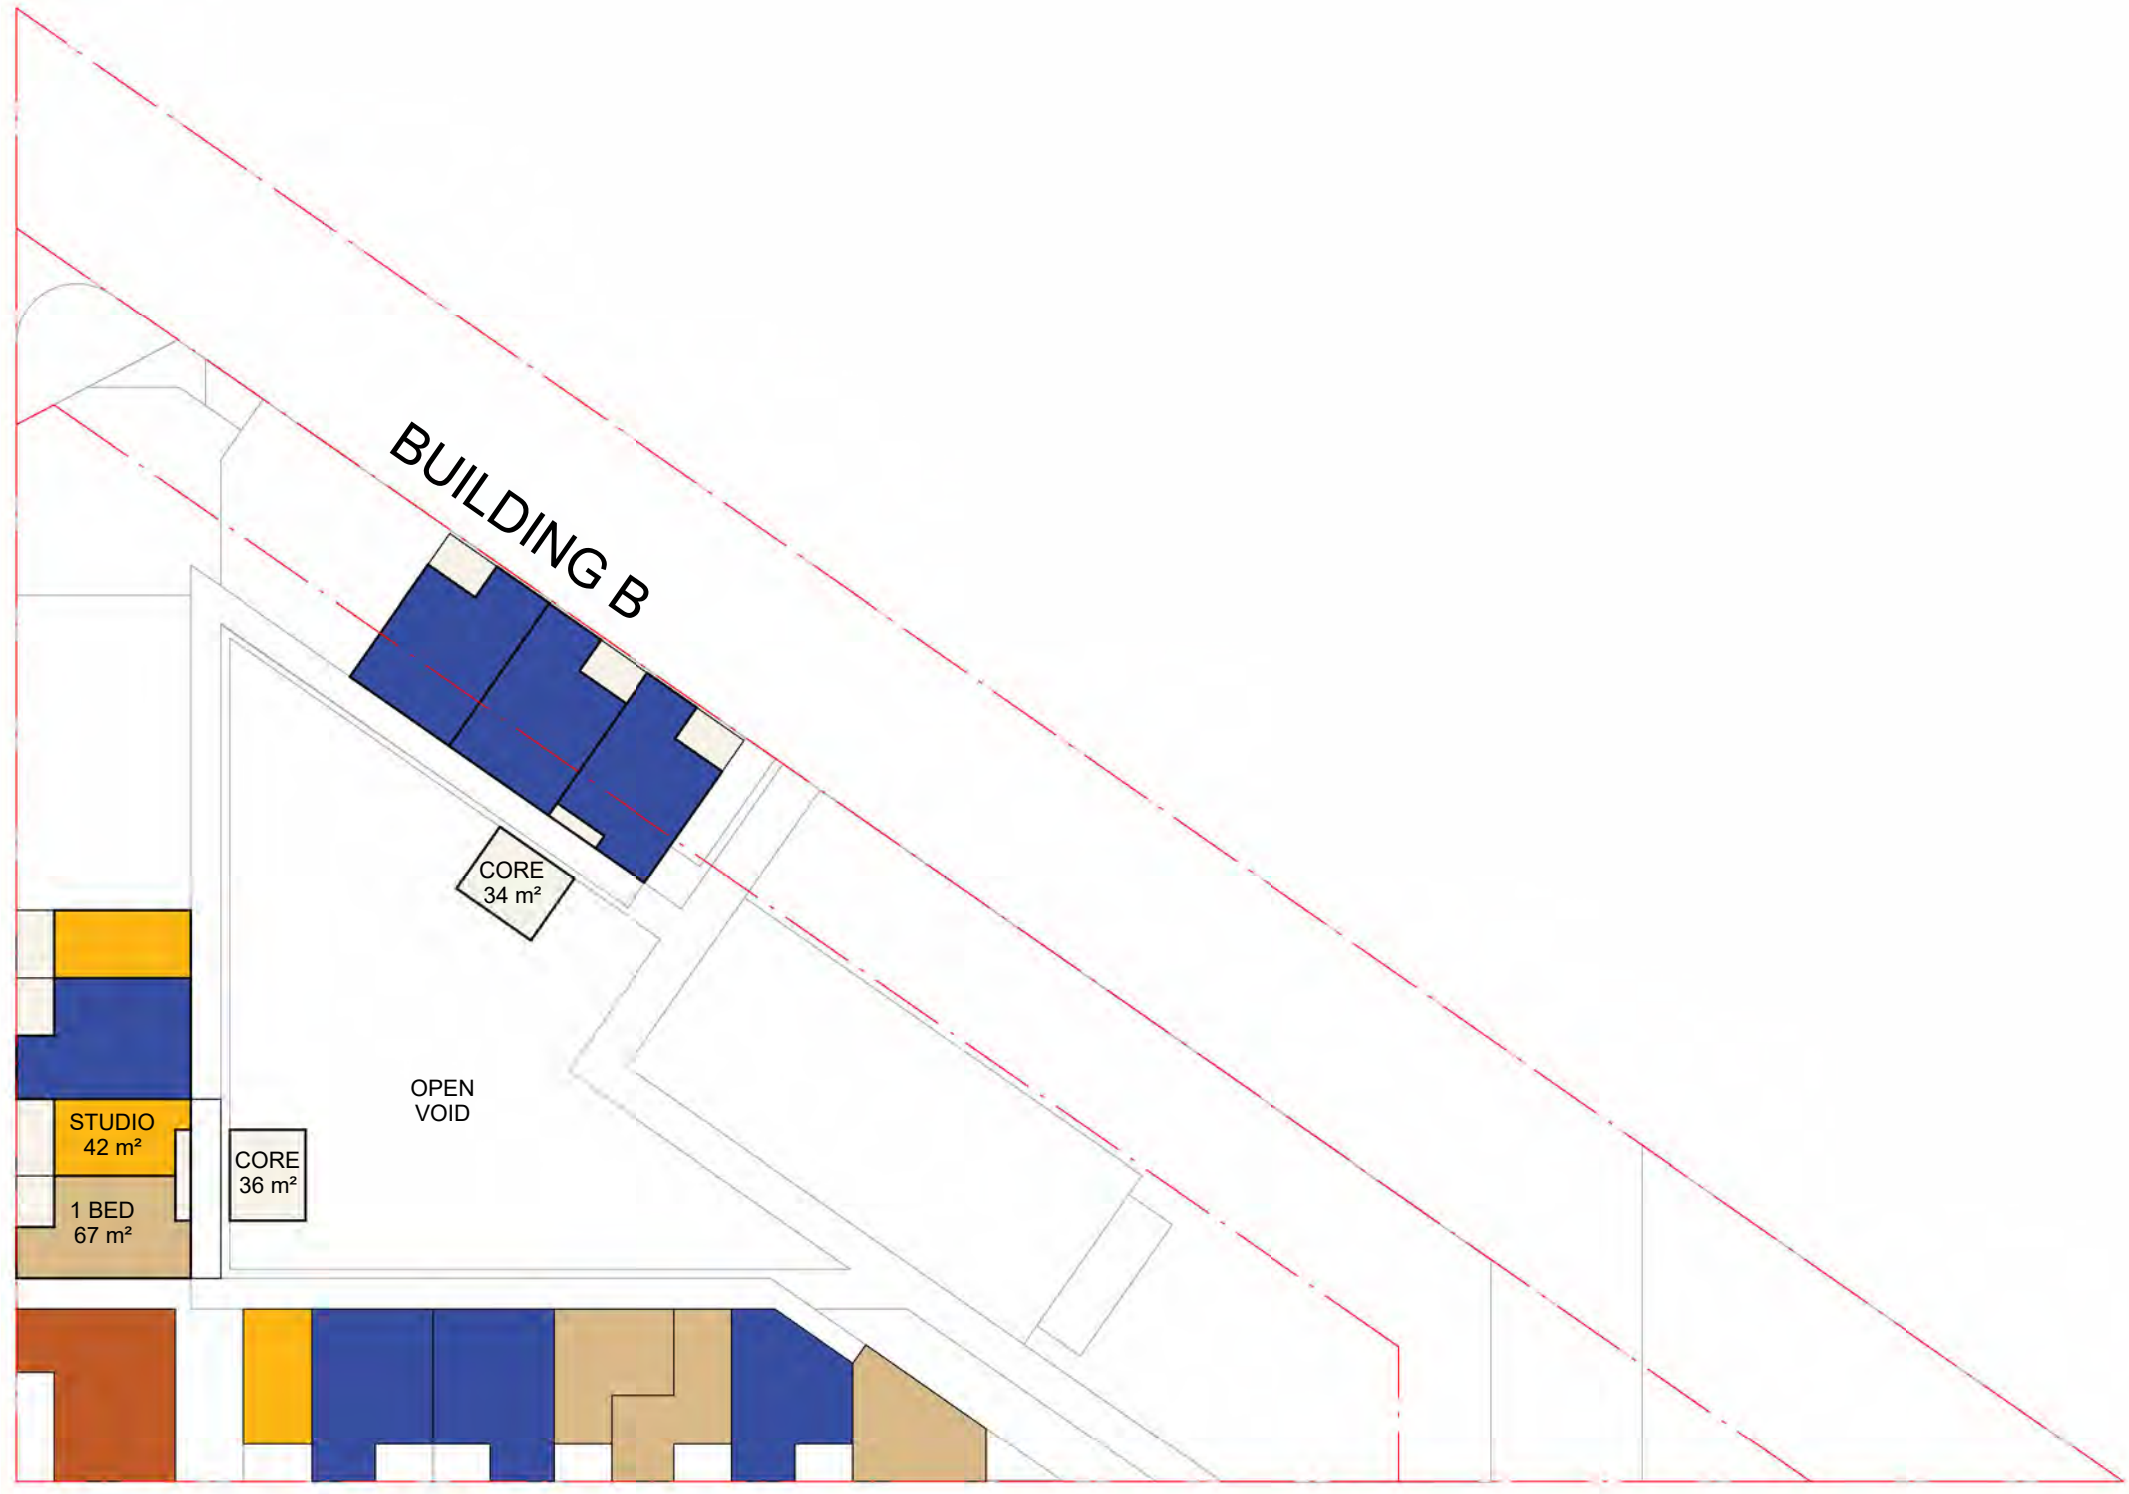 BUILDING B
CORE
34 m²
OPEN
VOID
STUDIO
42 m²
CORE
36 m²
1 BED
67 m²